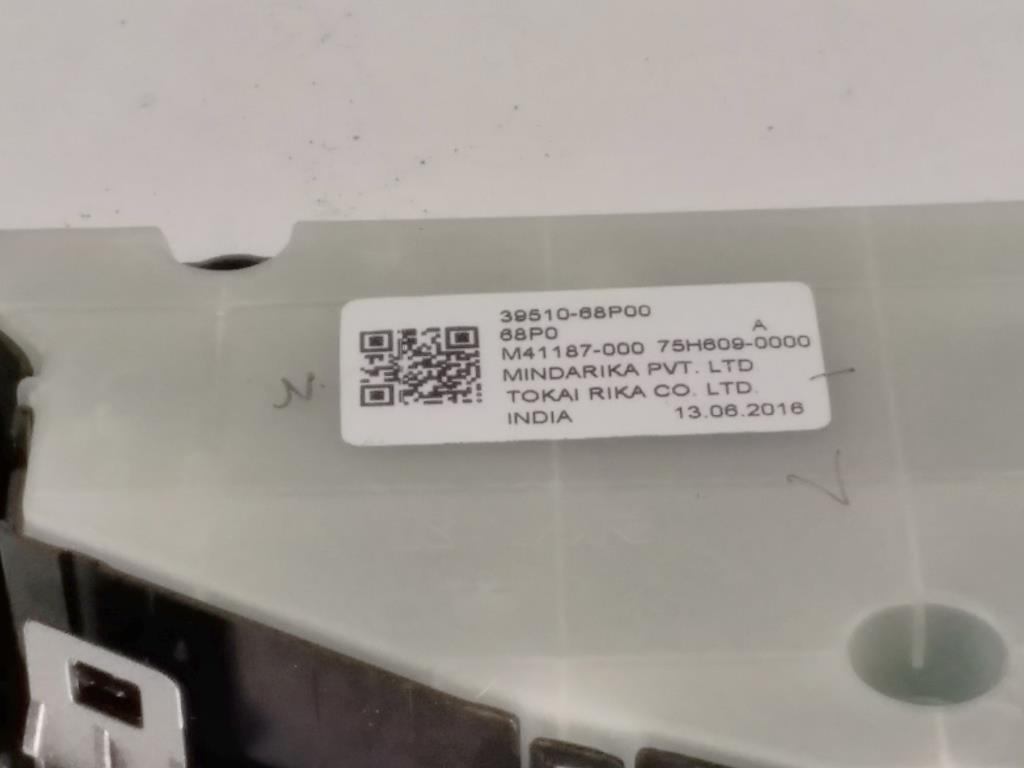 39510-68P00
68P0 A
M41187-000 75H609-0000
MINDARIKA PVT. LTD
TOKAI RIKA CO. LTD.
INDIA 13.06.2016